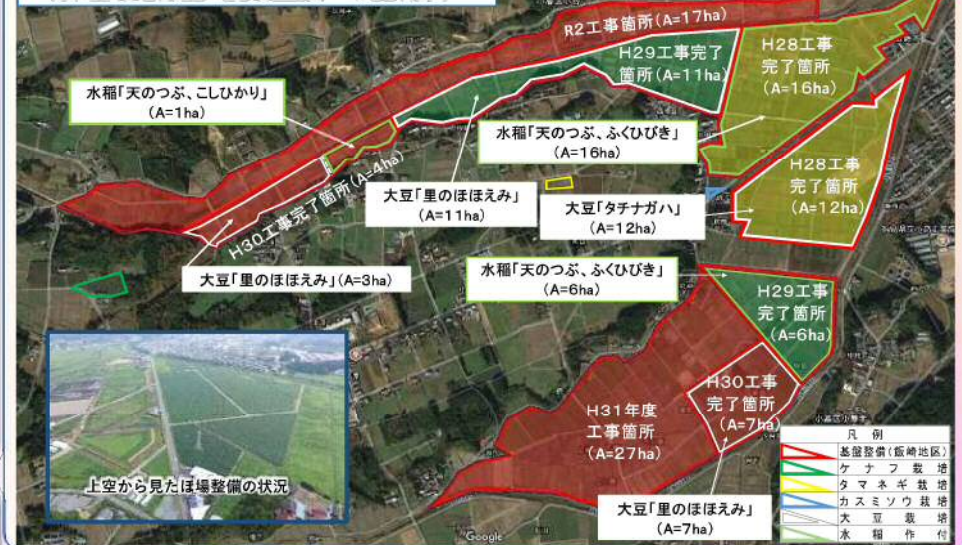 R2工事箇所(A=17ha)
H29工事完了
箇所(A=11ha)
H28工事
完了箇所
(A=16ha)
水稲「天のつぶ、こしひかり」
(A=1ha)
水稲「天のつぶ、ふくひびき」
(A=16ha)
H28工事
完了箇所
(A=12ha)
H30工事完了箇所(A=4ha)
大豆「里のほほえみ」
(A=11ha)
大豆「タチナガハ」
(A=12ha)
大豆「里のほほえみ」(A=3ha)
水稲「天のつぶ、ふくひびき」
(A=6ha)
H29工事
完了箇所
(A=6ha)
H30工事
完了箇所
(A=7ha)
H31年度
工事箇所
(A=27ha)
上空から見たほ場整備の状況
大豆「里のほほえみ」
(A=7ha)
Google
凡例
基盤整備(飯崎地区)
ケナフ栽培
タマネギ栽培
カスミソウ栽培
大豆栽培
水稲作付